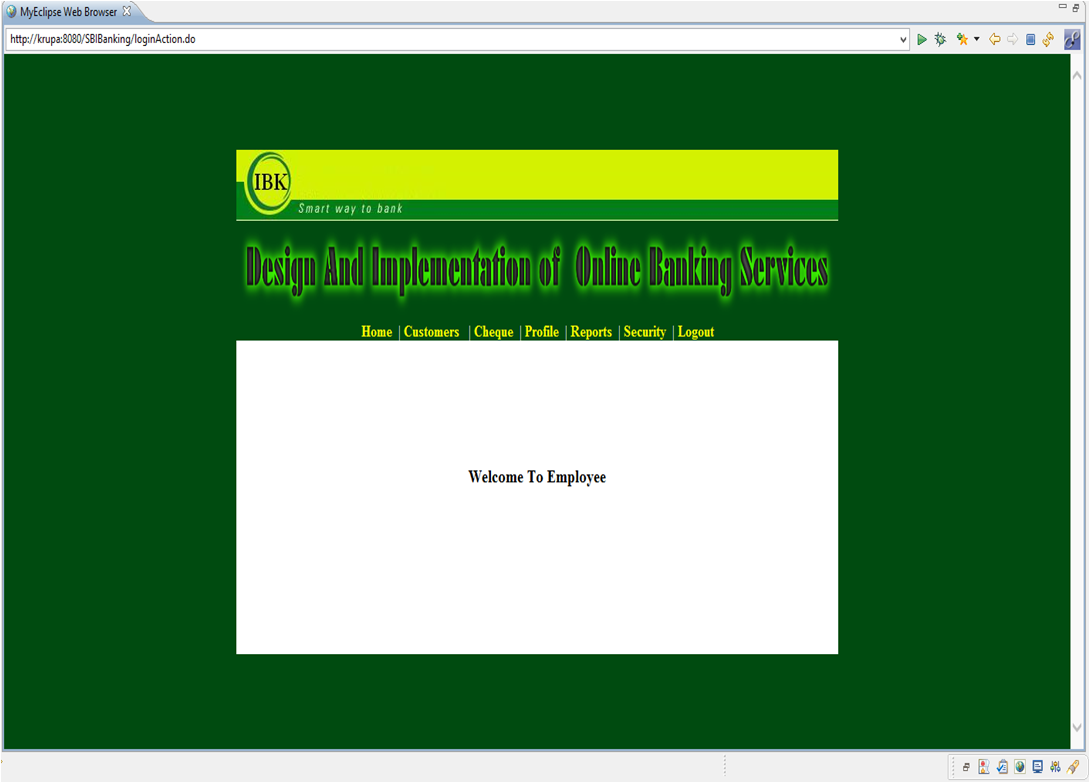 MyEclipse Web Browser
http://krupa:8080/SBIBanking/loginAction.do
IBK
Smart way to bank
Design And Implementation of Online Banking Services
Home | Customers | Cheque | Profile | Reports | Security | Logout
Welcome To Employee